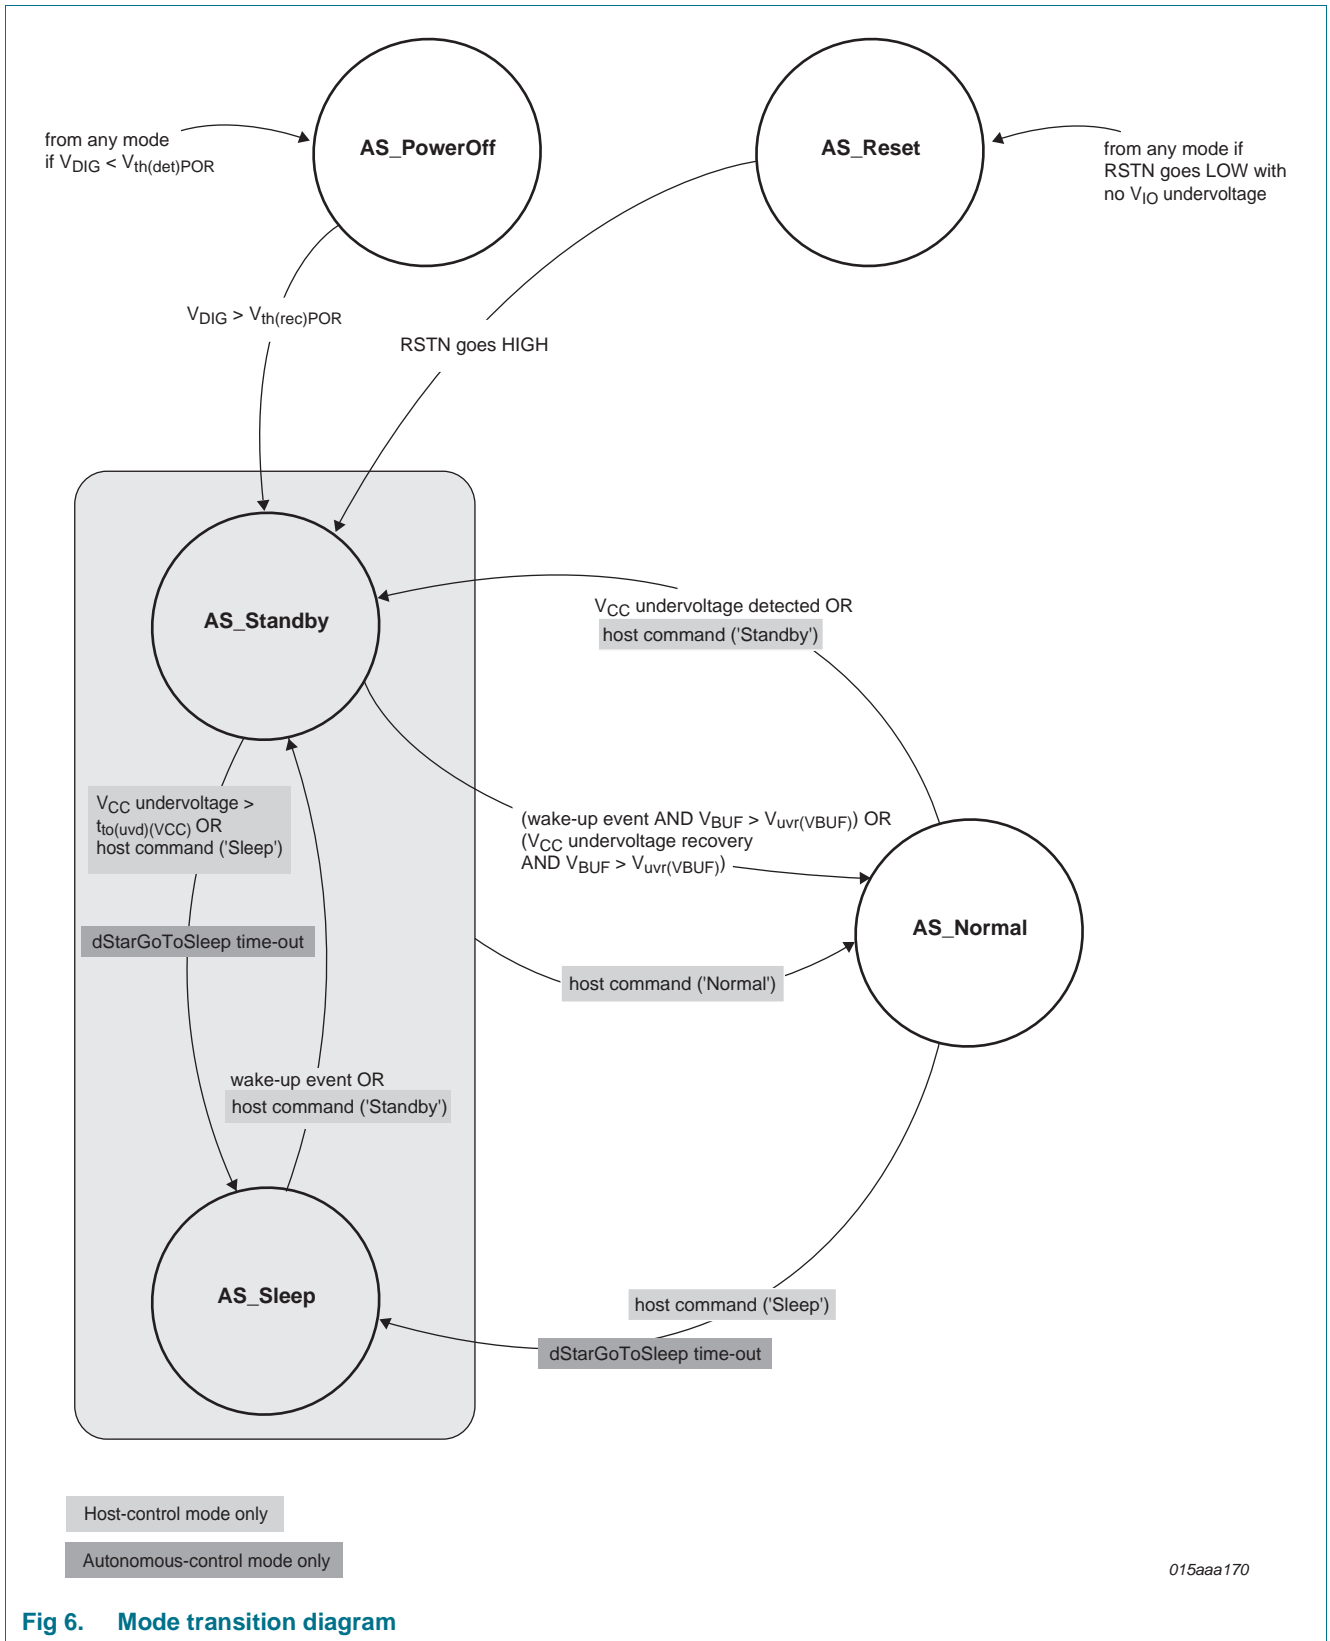 AS_PowerOff
AS_Reset
from any mode
if VDIG < Vth(det)POR
from any mode if
RSTN goes LOW with
no VIO undervoltage
VDIG > Vth(rec)POR
RSTN goes HIGH
AS_Standby
VCC undervoltage detected OR
host command ('Standby')
VCC undervoltage >
tto(uvd)(VCC) OR
host command ('Sleep')
(wake-up event AND VBUF > Vuvr(VBUF)) OR
(VCC undervoltage recovery
AND VBUF > Vuvr(VBUF))
AS_Normal
dStarGoToSleep time-out
host command ('Normal')
wake-up event OR
host command ('Standby')
AS_Sleep
host command ('Sleep')
dStarGoToSleep time-out
Host-control mode only
Autonomous-control mode only
015aaa170
Fig 6. Mode transition diagram